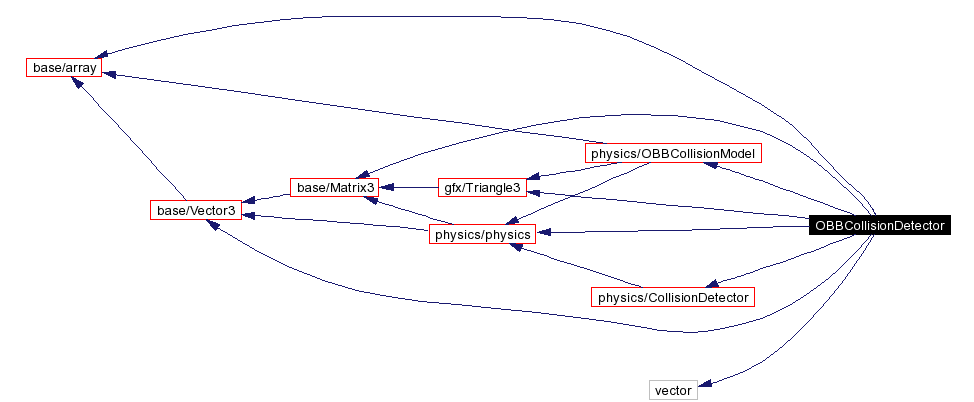 base/array
physics/OBBCollisionModel
base/Matrix3
gfx/Triangle3
base/Vector3
OBBCollisionDetector
physics/physics
physics/CollisionDetector
vector